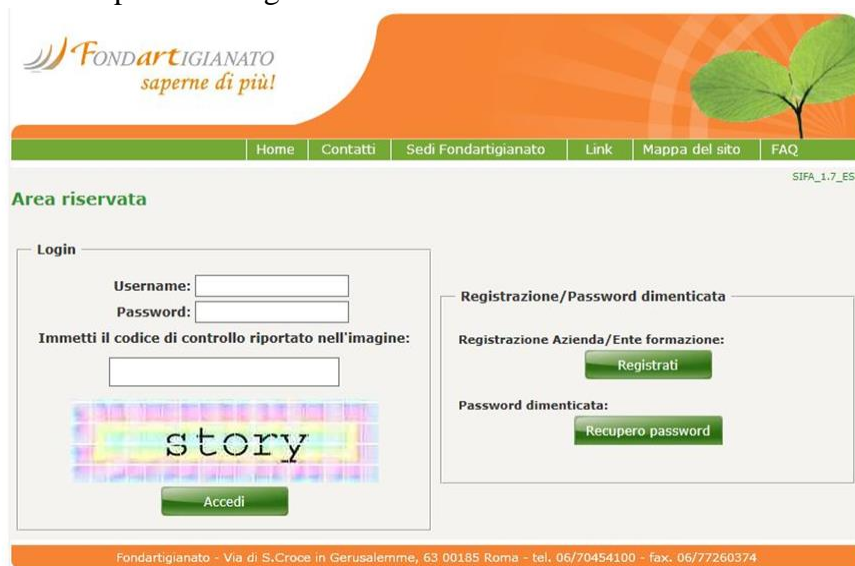 FONDARTIGIANATO
saperne di più!
Home Contatti Sedi Fondartigianato Link Mappa del sito FAQ
SIFA_1.7_ES
Area riservata
Login
Username:
Password:
Immetti il codice di controllo riportato nell'imagine:
story
Accedi
Registrazione/Password dimenticata
Registrazione Azienda/Ente formazione:
Registrati
Password dimenticata:
Recupero password
Fondartigianato - Via di S.Croce in Gerusalemme, 63 00185 Roma - tel. 06/70454100 - fax. 06/77260374